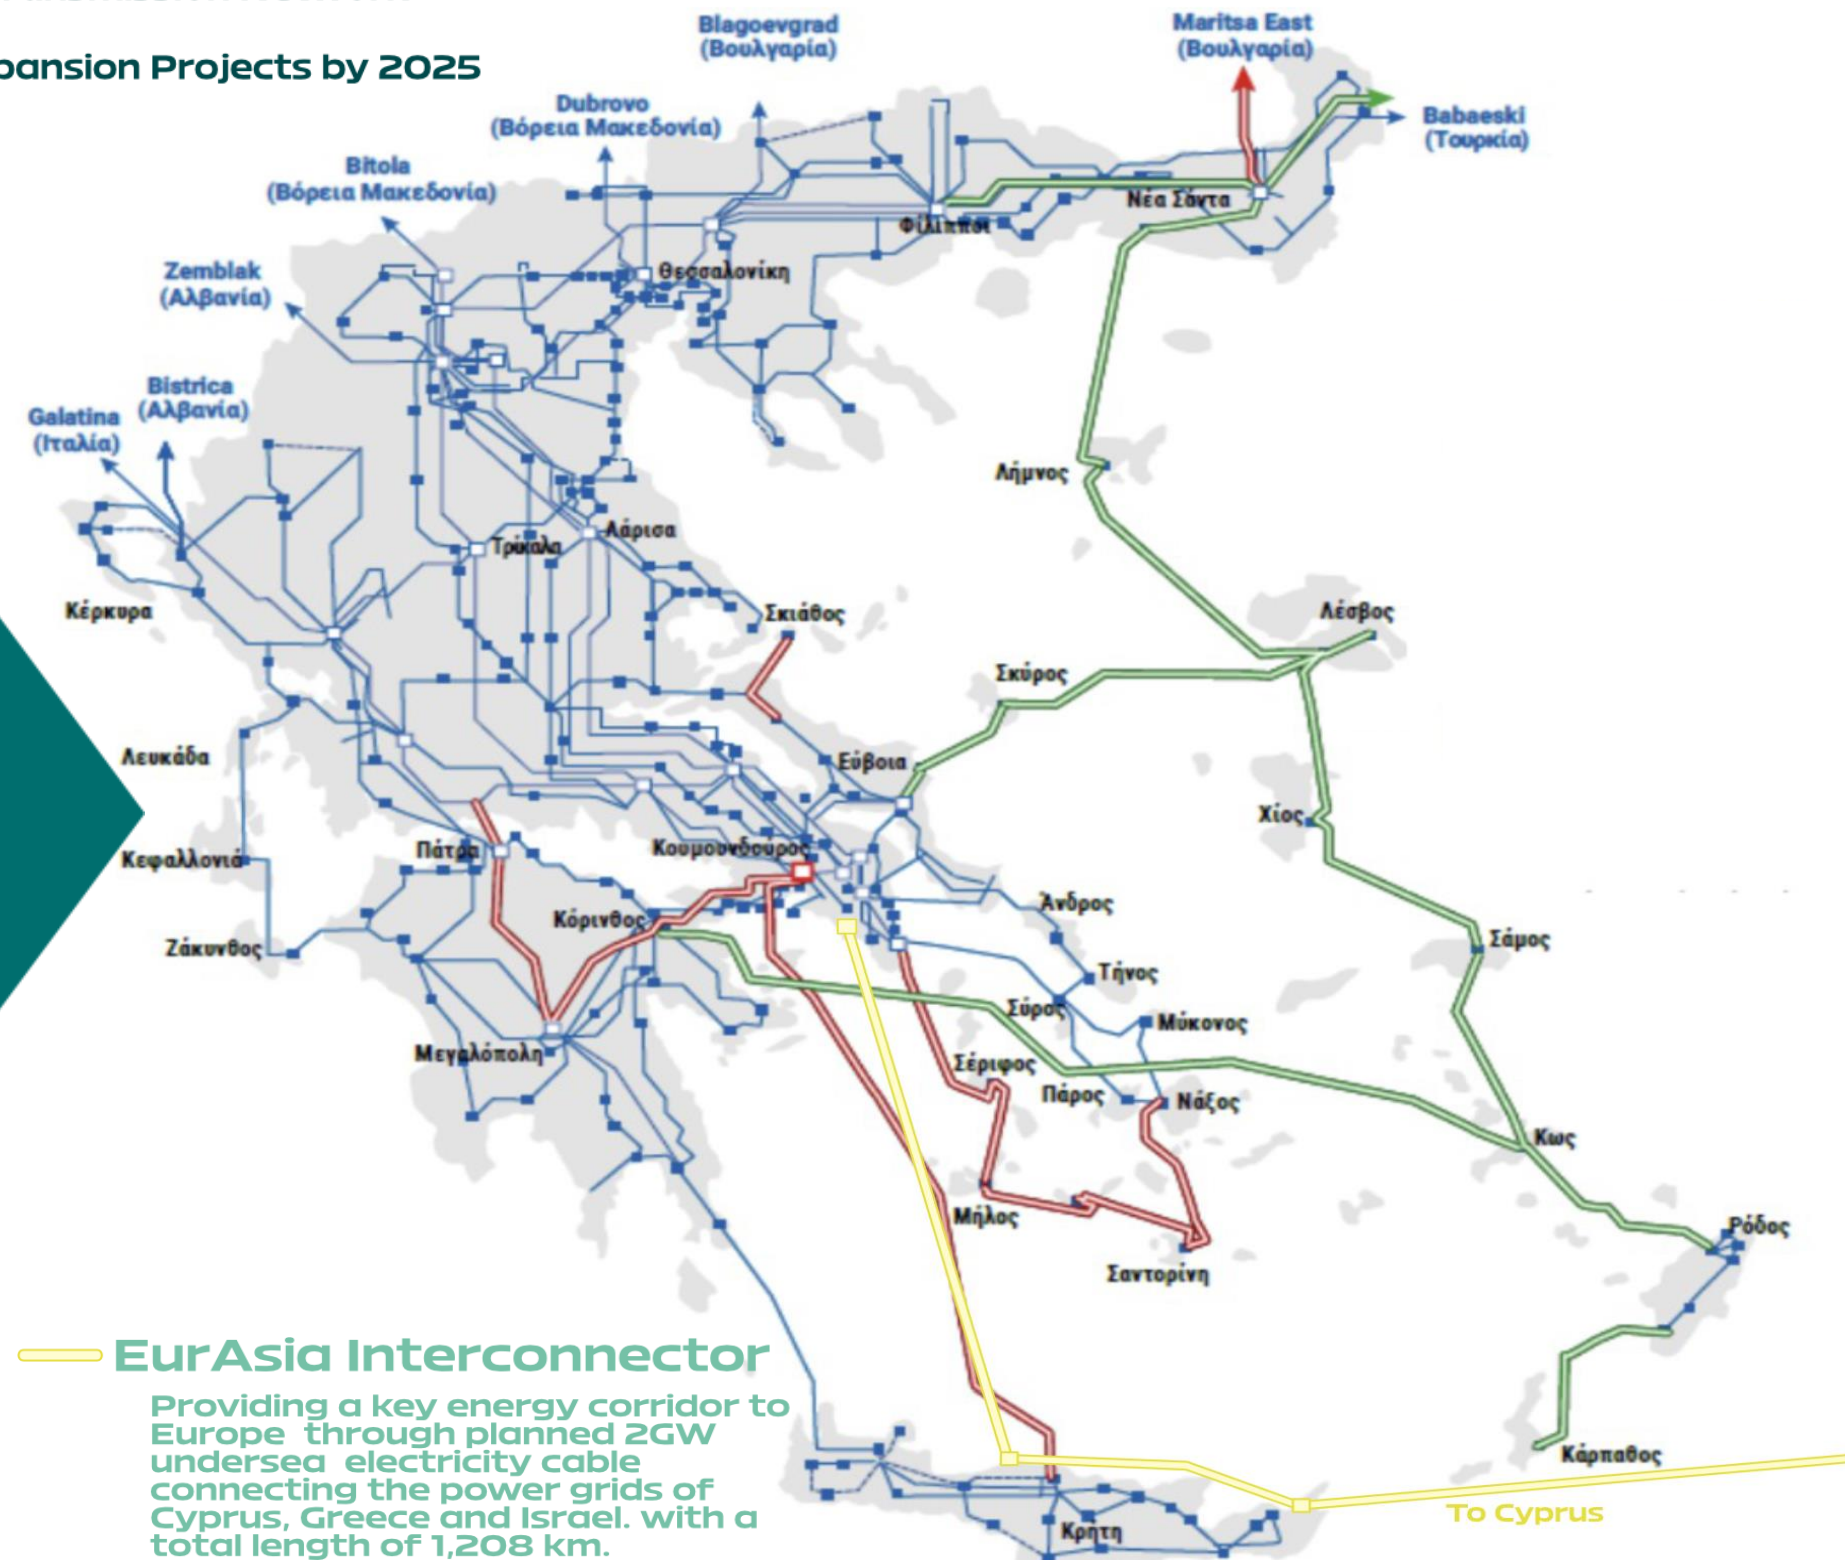 pansion Projects by 2025
Blagoevgrad
(Βουλγαρία)
Maritsa East
(Βουλγαρία)
Dubrovo
(Βόρεια Μακεδονία)
Babaeski
(Τουρκία)
Bitola
(Βόρεια Μακεδονία)
Νέα Σάντα
Φίλιπποι
Zemblak
(Αλβανία)
Θεσσαλονίκη
Bistrica
(Αλβανία)
Galatina
(Ιταλία)
Λήμνος
Λάρισα
Τρίκαλα
Κέρκυρα
Σκιάθος
Λέσβος
Σκύρος
Λευκάδα
Εύβοια
Χίος
Πάτρα
Κουμουνδούρος
Κεφαλλονιά
Κόρινθος
Άνδρος
Ζάκυνθος
Σάμος
Τήνος
Σύρος
Μύκονος
Μεγαλόπολη
Σέριφος
Πάρος
Νάξος
Κως
Μήλος
Ρόδος
Σαντορίνη
EurAsia Interconnector
Providing a key energy corridor to
Europe through planned 2GW
undersea electricity cable
connecting the power grids of
Cyprus, Greece and Israel. with a
total length of 1,208 km.
Κάρπαθος
To Cyprus
Κρήτη